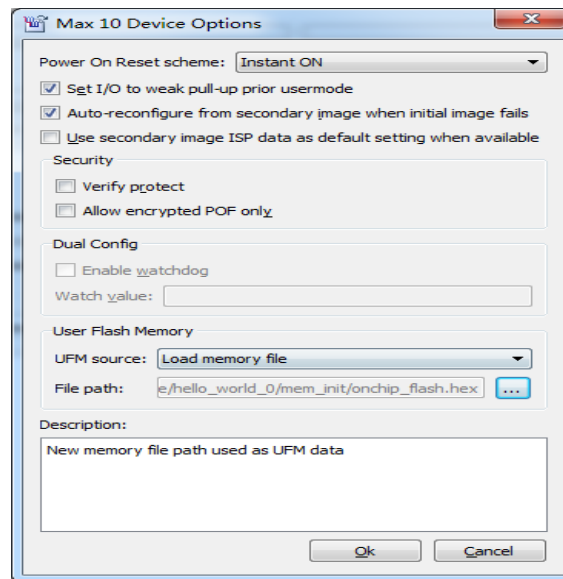 Max 10 Device Options
Power On Reset scheme: Instant ON
Set I/O to weak pull-up prior usermode
Auto-reconfigure from secondary image when initial image fails
Use secondary image ISP data as default setting when available
Security
Verify protect
Allow encrypted POF only
Dual Config
Enable watchdog
Watch value:
User Flash Memory
UFM source: Load memory file
File path: e/hello_world_0/mem_init/onchip_flash.hex ...
Description:
New memory file path used as UFM data
Ok Cancel